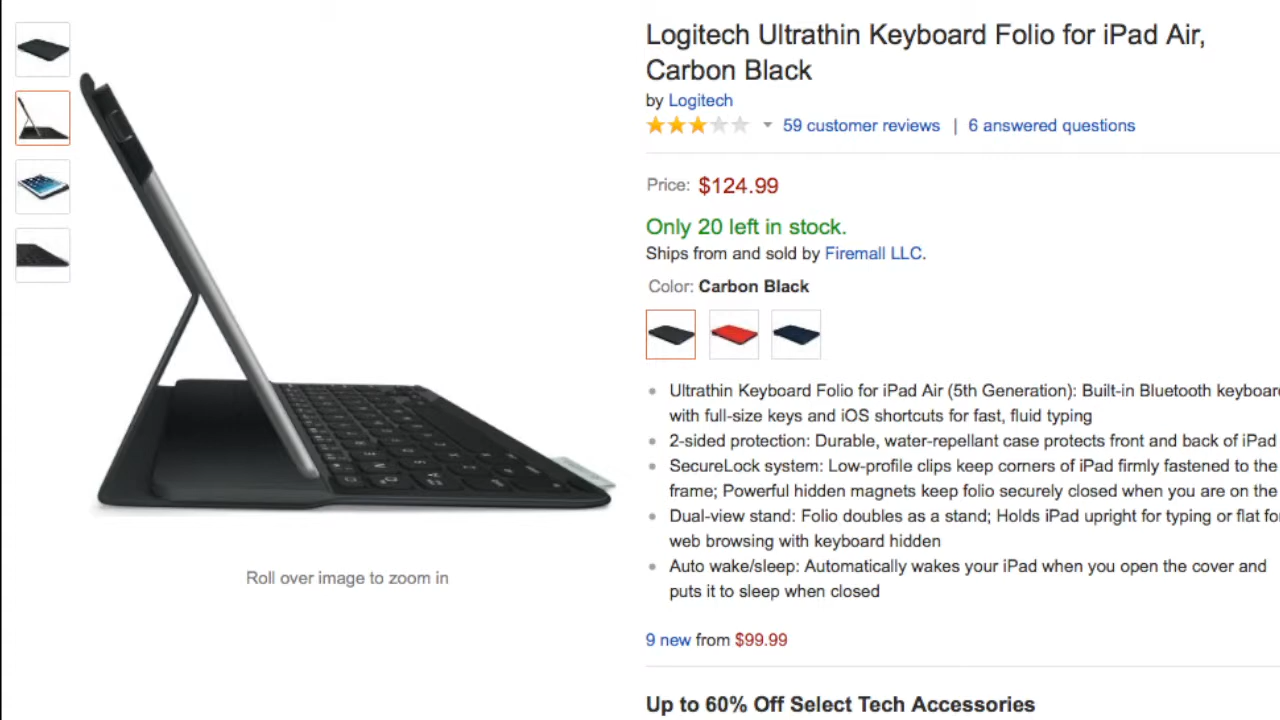 Logitech Ultrathin Keyboard Folio for iPad Air,
Carbon Black
by Logitech
59 customer reviews | 6 answered questions
Price: $124.99
Only 20 left in stock.
Ships from and sold by Firemall LLC.
Color: Carbon Black
Ultrathin Keyboard Folio for iPad Air (5th Generation): Built-in Bluetooth keyboard
with full-size keys and iOS shortcuts for fast, fluid typing
2-sided protection: Durable, water-repellant case protects front and back of iPad
SecureLock system: Low-profile clips keep corners of iPad firmly fastened to the
frame; Powerful hidden magnets keep folio securely closed when you are on the
Dual-view stand: Folio doubles as a stand; Holds iPad upright for typing or flat for
web browsing with keyboard hidden
Auto wake/sleep: Automatically wakes your iPad when you open the cover and
puts it to sleep when closed
Roll over image to zoom in
9 new from $99.99
Up to 60% Off Select Tech Accessories